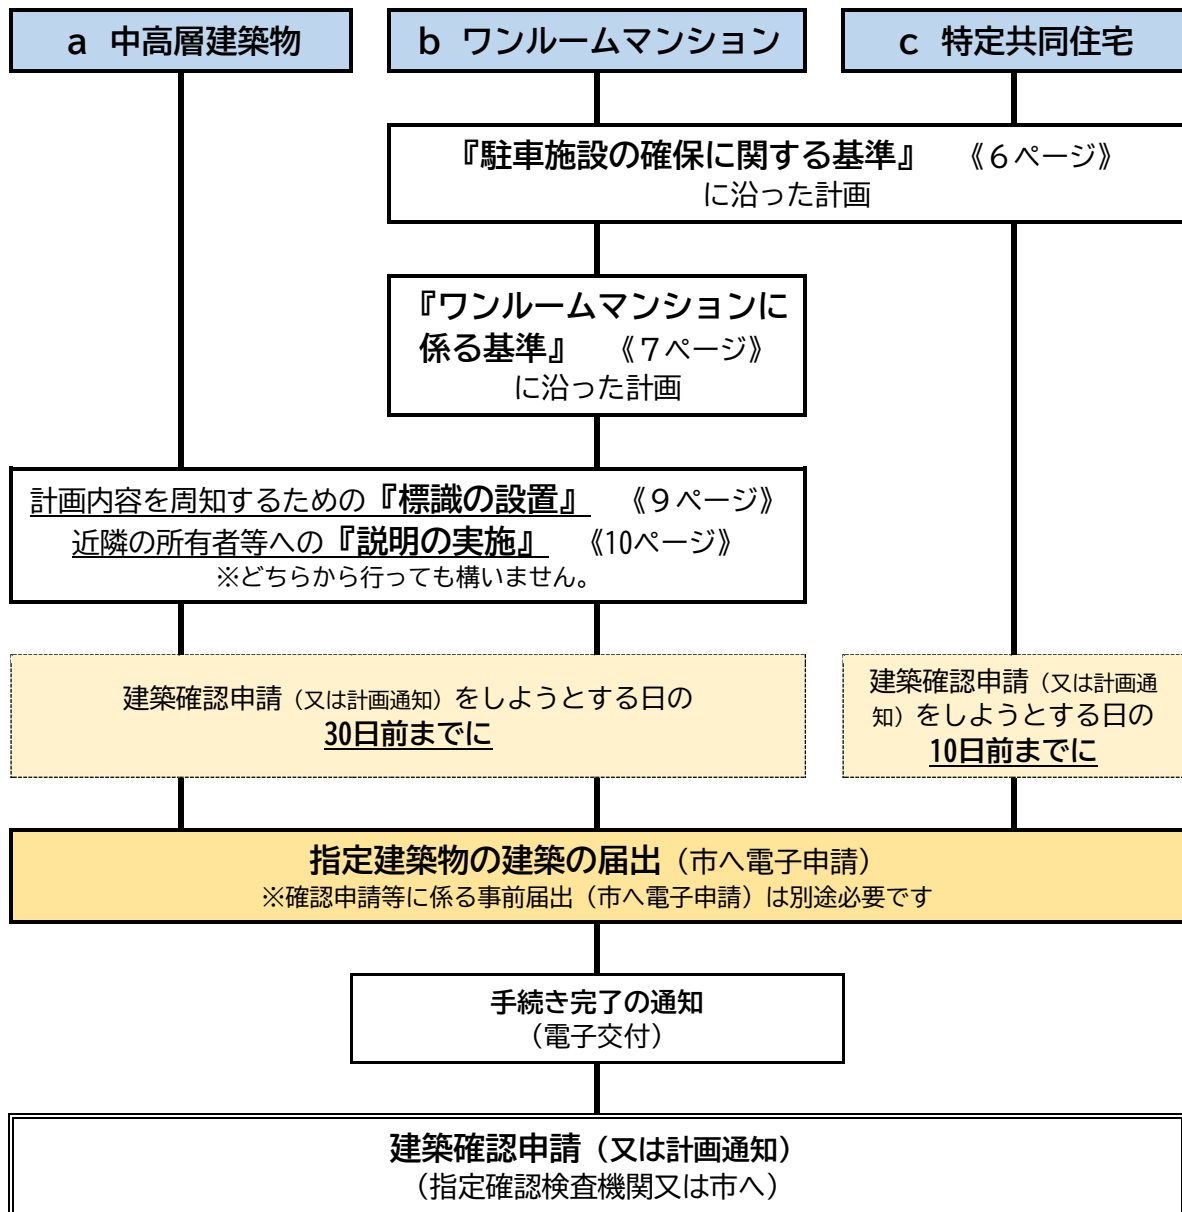 a 中高層建築物
b ワンルームマンション
c 特定共同住宅
『駐車施設の確保に関する基準』 《６ページ》
に沿った計画
『ワンルームマンションに
係る基準』 《７ページ》
に沿った計画
計画内容を周知するための『標識の設置』 《９ページ》
近隣の所有者等への『説明の実施』 《10ページ》
※どちらから行っても構いません。
建築確認申請（又は計画通知）をしようとする日の
30日前までに
建築確認申請（又は計画通
知）をしようとする日の
10日前までに
指定建築物の建築の届出（市へ電子申請）
※確認申請等に係る事前届出（市へ電子申請）は別途必要です
手続き完了の通知
（電子交付）
建築確認申請（又は計画通知）
（指定確認検査機関又は市へ）